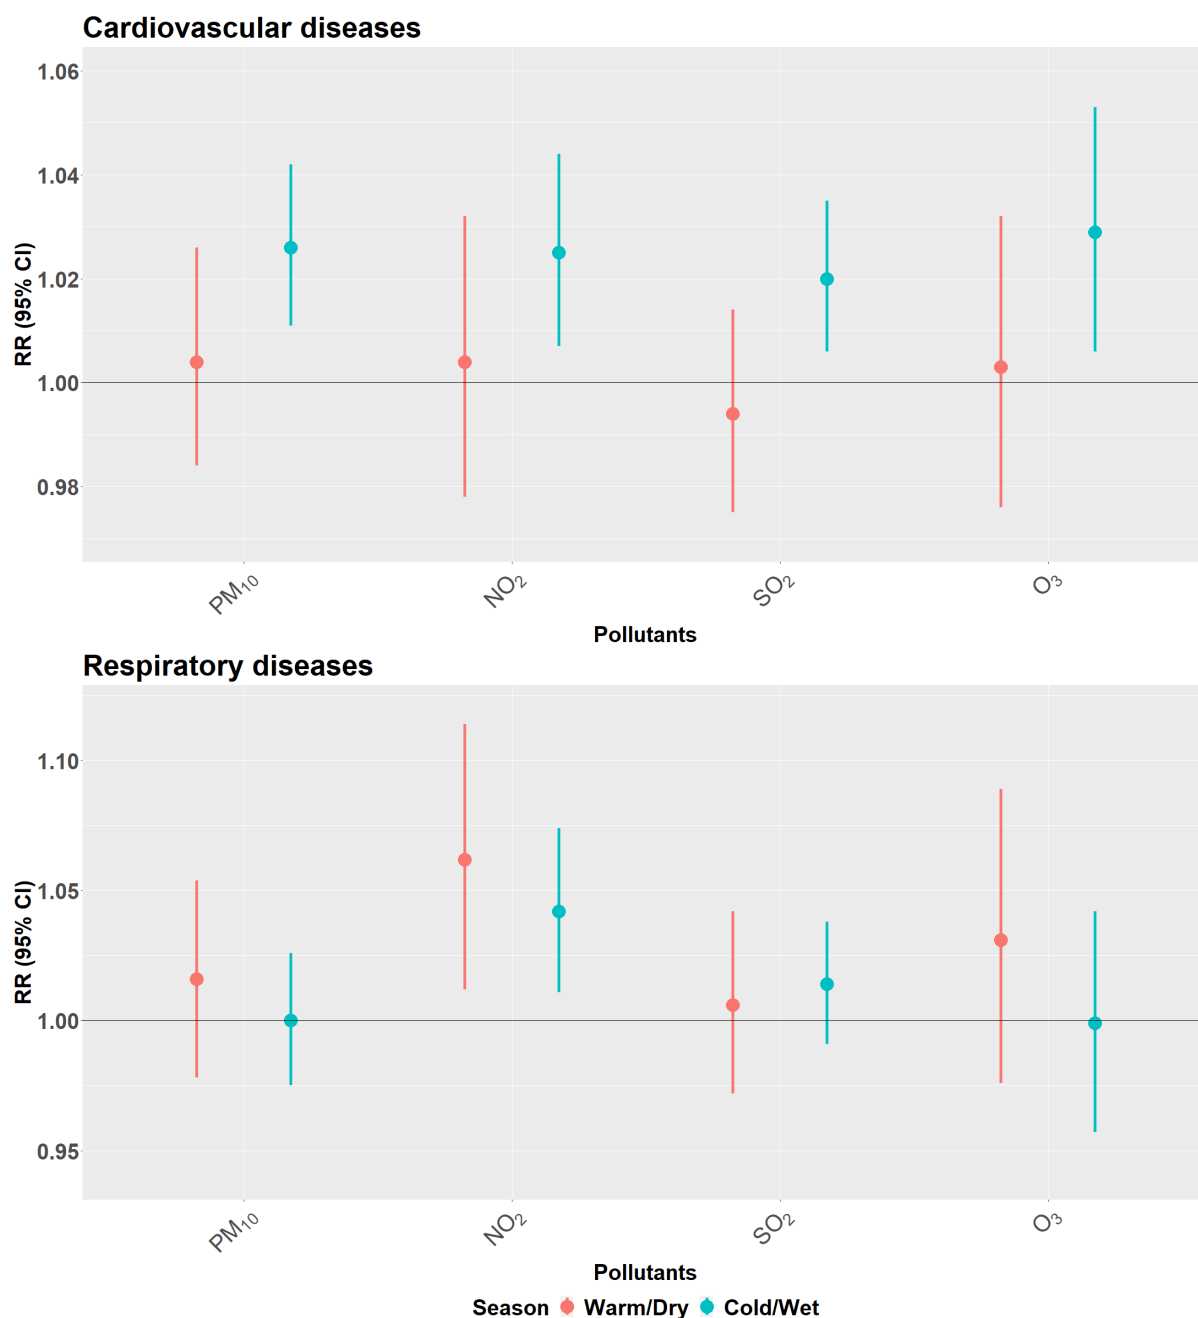 Cardiovascular diseases
1.06
1.04
1.02
1.00
0.98
RR (95% CI)
PM₁₀ NO₂ SO₂ O₃
Pollutants
Respiratory diseases
1.10
1.05
1.00
0.95
RR (95% CI)
PM₁₀ NO₂ SO₂ O₃
Pollutants
Season Warm/Dry Cold/Wet